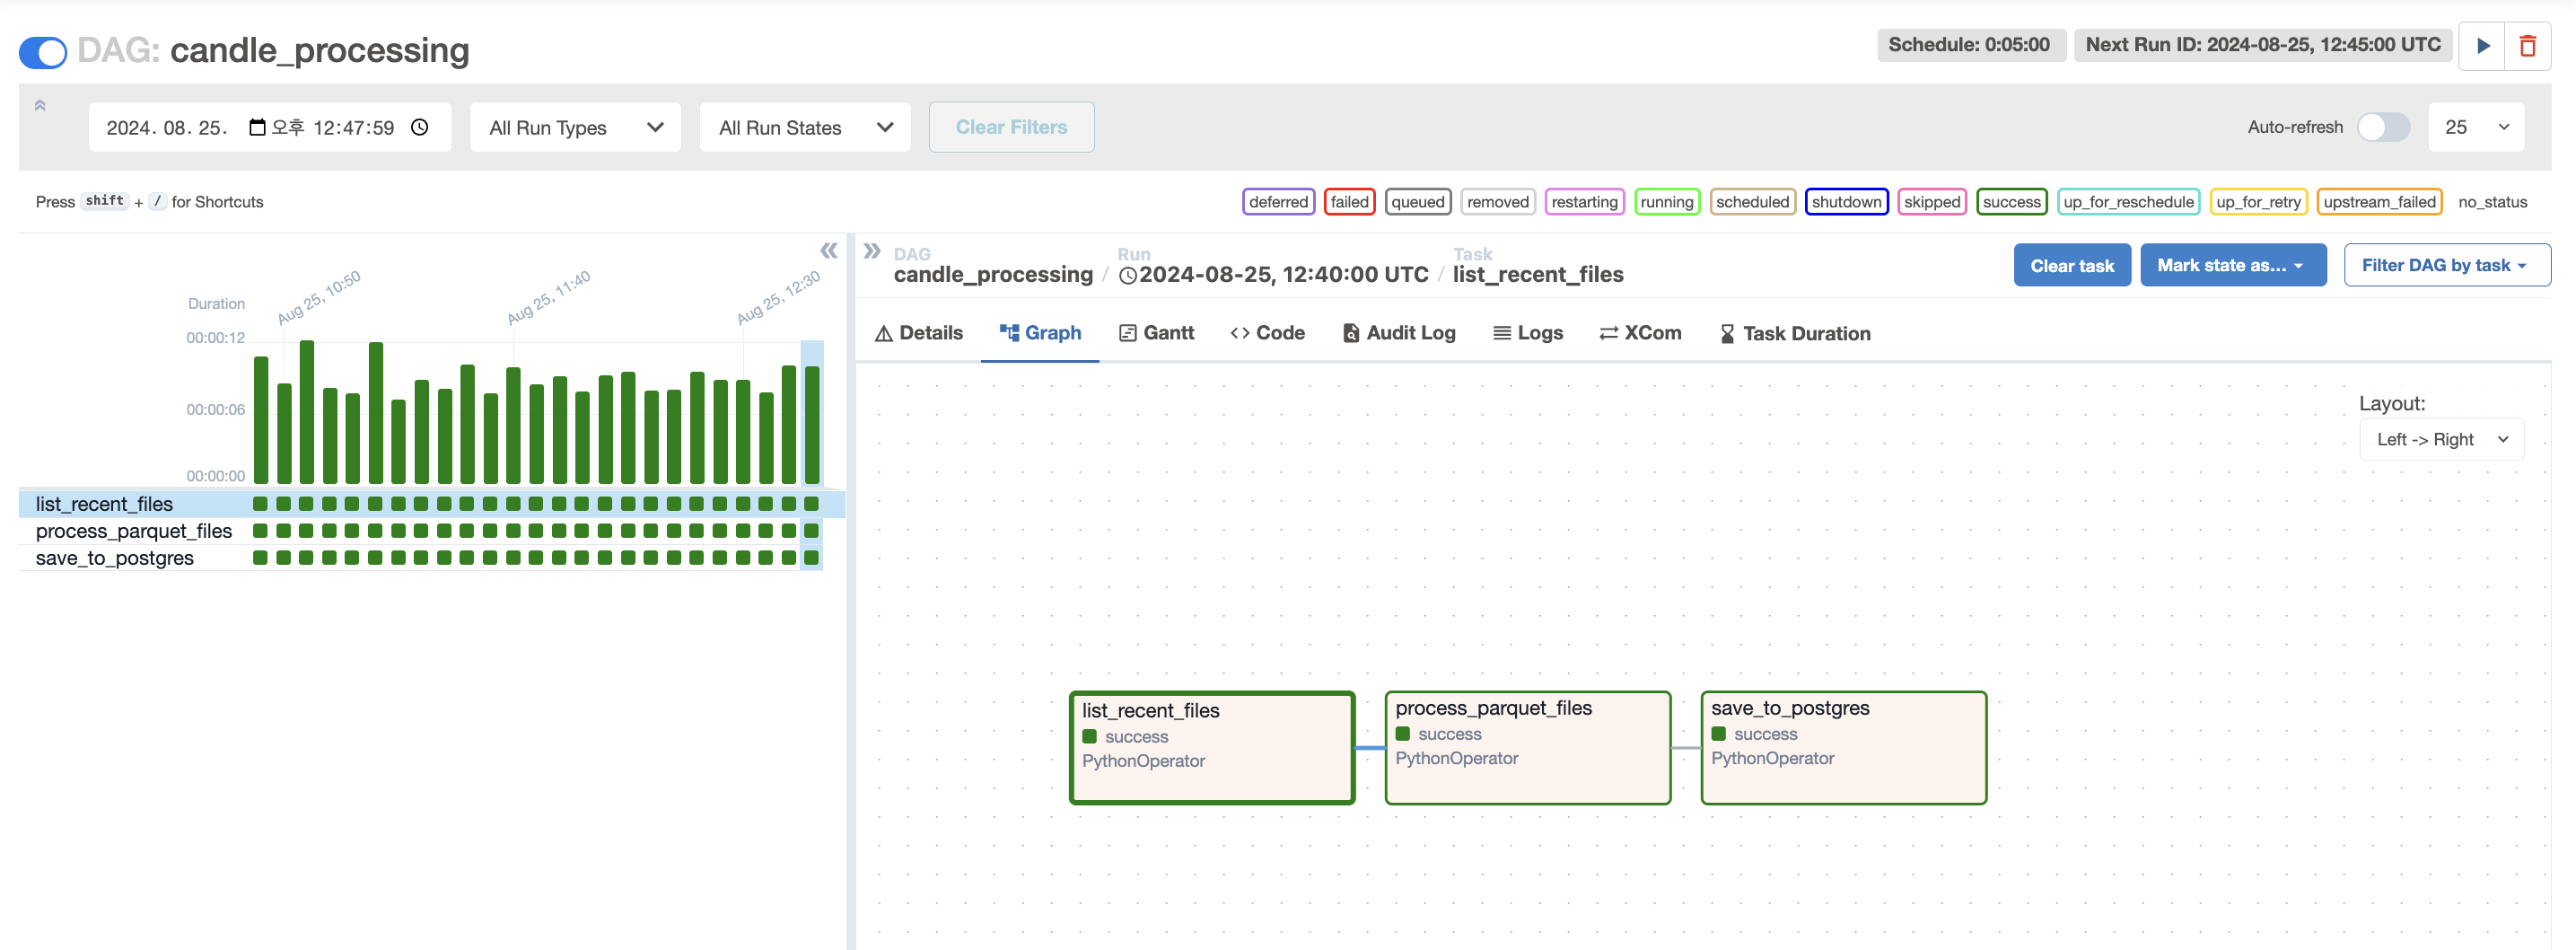 DAG: candle_processing
Schedule: 0:05:00
Next Run ID: 2024-08-25, 12:45:00 UTC
2024. 08. 25. 오후 12:47:59
All Run Types
All Run States
Clear Filters
Auto-refresh
25
Press shift + / for Shortcuts
deferred
failed
queued
removed
restarting
running
scheduled
shutdown
skipped
success
up_for_reschedule
up_for_retry
upstream_failed
no_status
Duration
Aug 25, 10:50
Aug 25, 11:40
Aug 25, 12:30
00:00:12
00:00:06
00:00:00
list_recent_files
process_parquet_files
save_to_postgres
DAG
candle_processing
/
Run
2024-08-25, 12:40:00 UTC
/
Task
list_recent_files
Clear task
Mark state as...
Filter DAG by task
Details
Graph
Gantt
Code
Audit Log
Logs
XCom
Task Duration
Layout:
Left -> Right
list_recent_files
success
PythonOperator
process_parquet_files
success
PythonOperator
save_to_postgres
success
PythonOperator